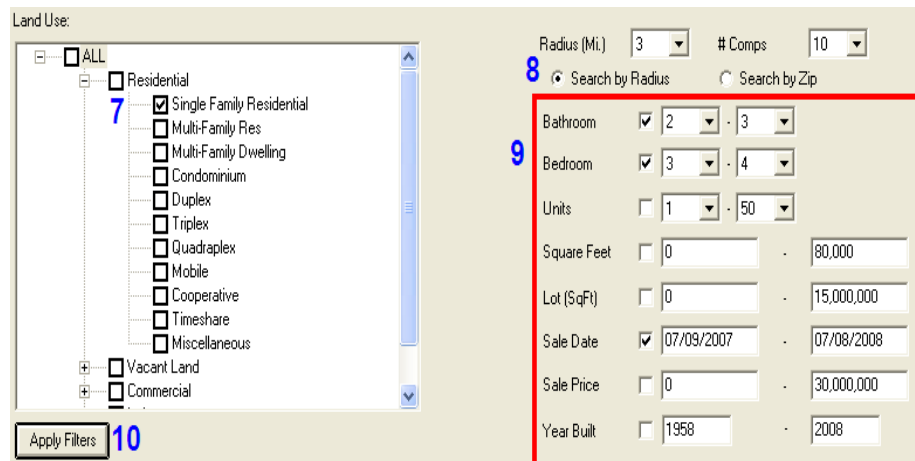 Land Use:
ALL
Residential
7 Single Family Residential
Multi-Family Res
Multi-Family Dwelling
Condominium
Duplex
Triplex
Quadraplex
Mobile
Cooperative
Timeshare
Miscellaneous
Vacant Land
Commercial
Apply Filters 10
Radius (Mi.) 3 # Comps 10
8 Search by Radius Search by Zip
9
Bathroom 2 - 3
Bedroom 3 - 4
Units 1 - 50
Square Feet 0 - 80,000
Lot (SqFt) 0 - 15,000,000
Sale Date 07/09/2007 - 07/08/2008
Sale Price 0 - 30,000,000
Year Built 1958 - 2008